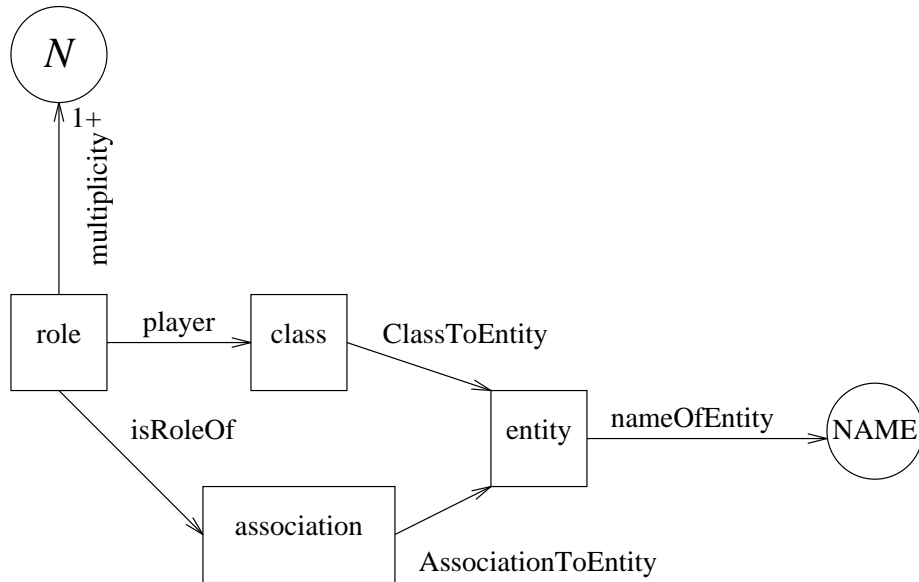 N
1+
multiplicity
role
player
class
ClassToEntity
isRoleOf
entity
nameOfEntity
NAME
association
AssociationToEntity